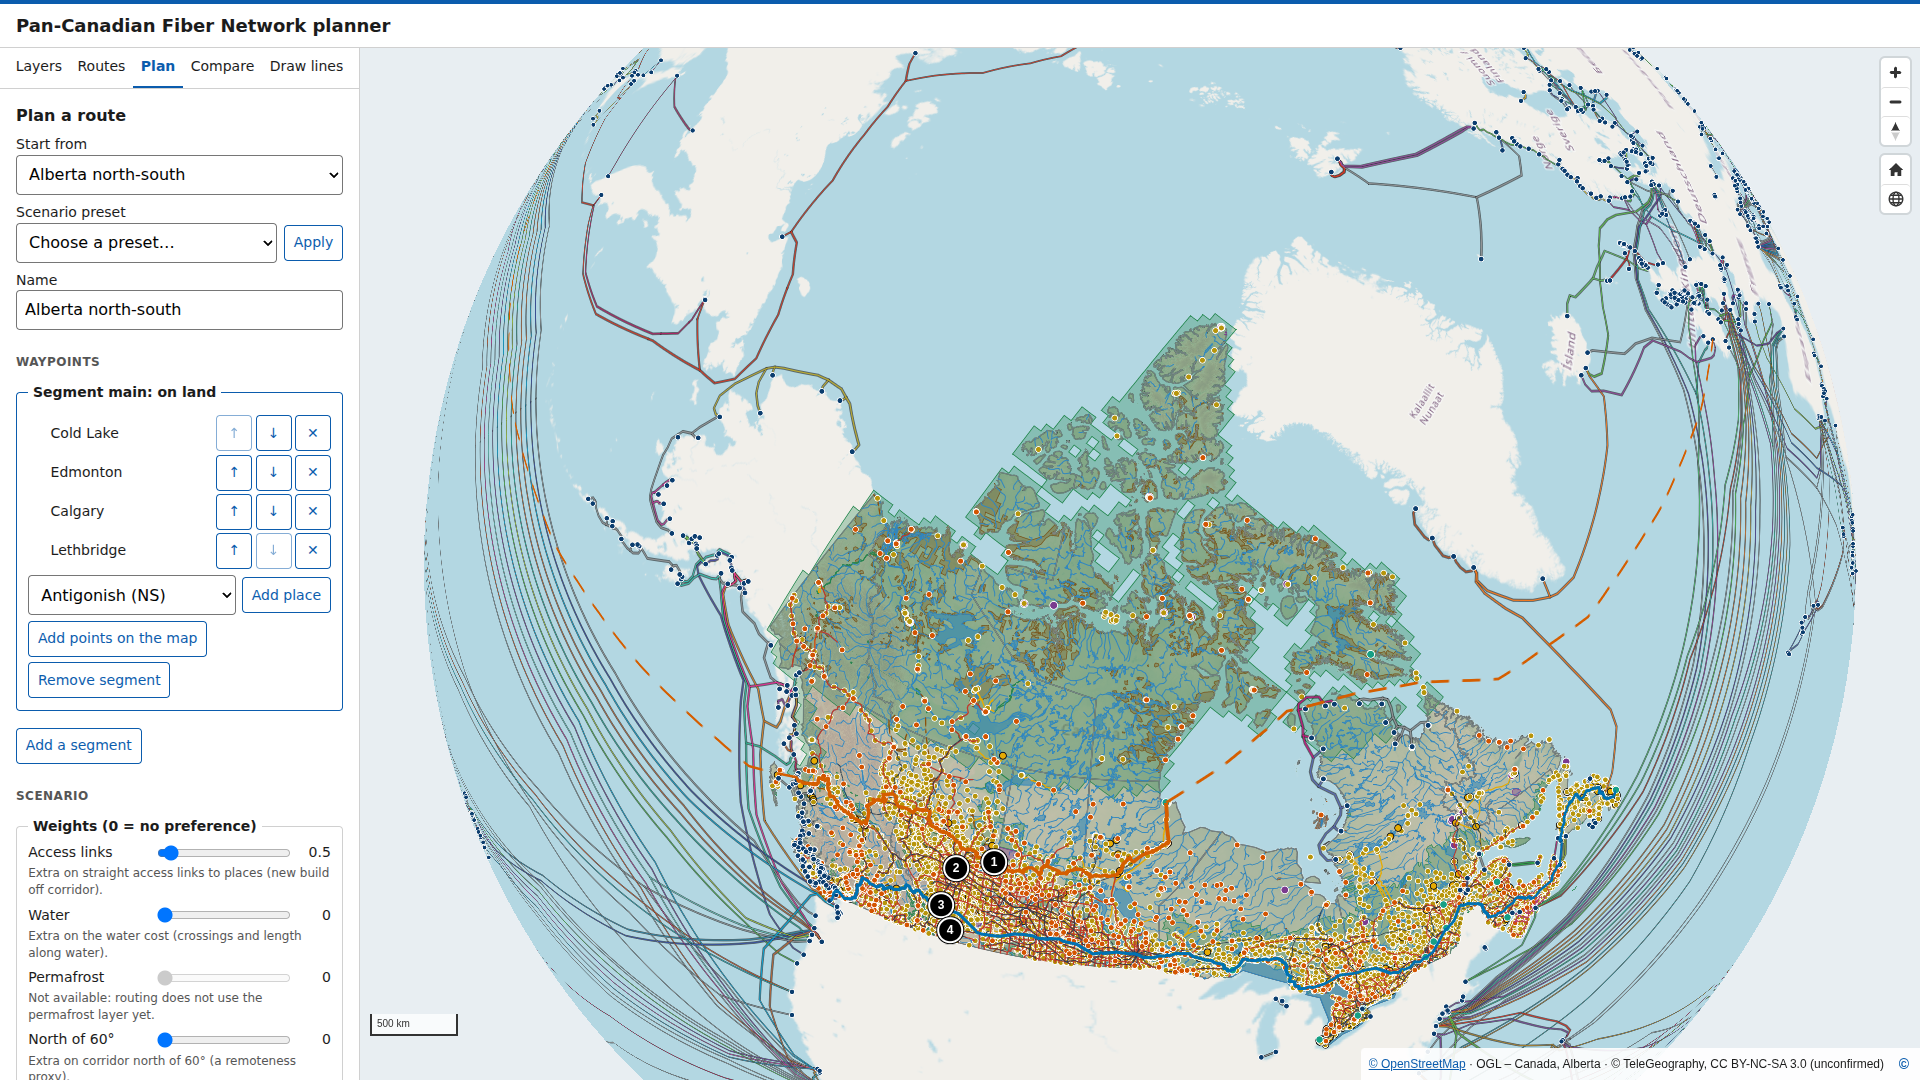 Pan-Canadian Fiber Network planner
Layers
Routes
Plan
Compare
Draw lines
Plan a route
Start from
Alberta north-south
Scenario preset
Choose a preset…
Apply
Name
Alberta north-south
WAYPOINTS
Segment main: on land
Cold Lake
↑ ↓ ✕
Edmonton
↑ ↓ ✕
Calgary
↑ ↓ ✕
Lethbridge
↑ ↓ ✕
Antigonish (NS)
Add place
Add points on the map
Remove segment
Add a segment
SCENARIO
Weights (0 = no preference)
Access links
0.5
Extra on straight access links to places (new build
off corridor).
Water
0
Extra on the water cost (crossings and length
along water).
Permafrost
0
Not available: routing does not use the
permafrost layer yet.
North of 60°
0
Extra on corridor north of 60° (a remoteness
proxy).
Suomi
Finland
Sverige
Norge
Deutschland
Ísland
Kalaallit
Nunaat
1
2
3
4
500 km
© OpenStreetMap · OGL – Canada, Alberta · © TeleGeography, CC BY-NC-SA 3.0 (unconfirmed)